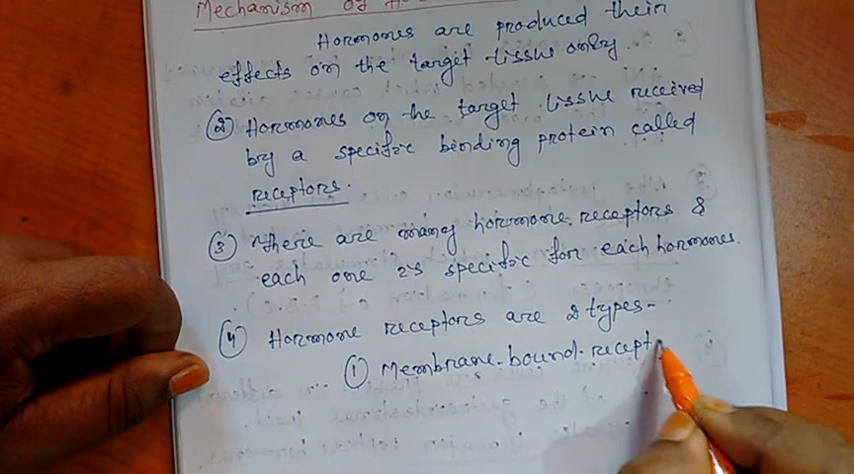 Mechanism of
Hormones are produced their
effects on the target tissue only.
② Hormones on the target tissue received
by a specific binding protein called
receptors.
③ There are many hormone receptors &
each one is specific for each hormones.
④ Hormone receptors are 2 types-
① Membrane-bound-recept